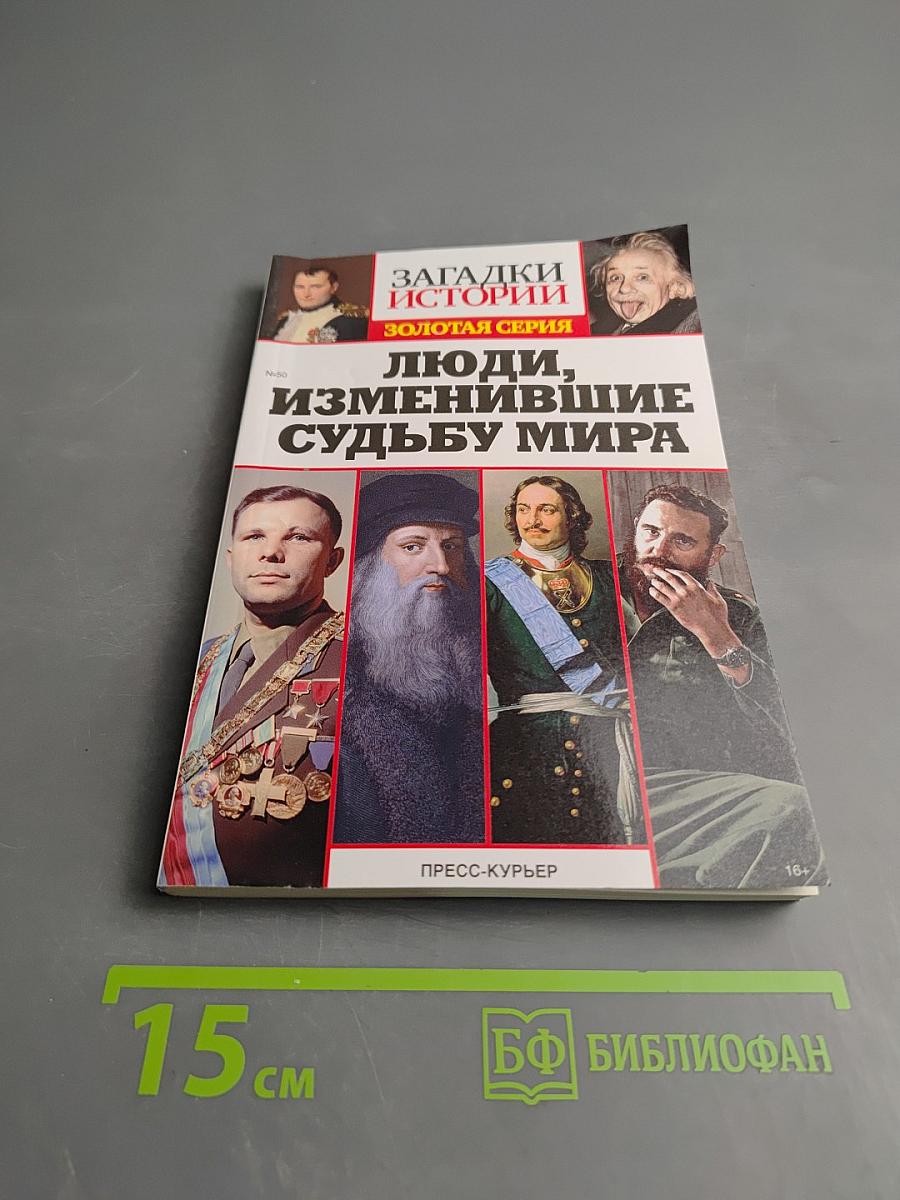 ЗАГАДКИ
ИСТОРИИ
ЗОЛОТАЯ СЕРИЯ
№50
ЛЮДИ,
ИЗМЕНИВШИЕ
СУДЬБУ МИРА
ПРЕСС-КУРЬЕР
16+
15 см
БФ БИБЛИОФАН